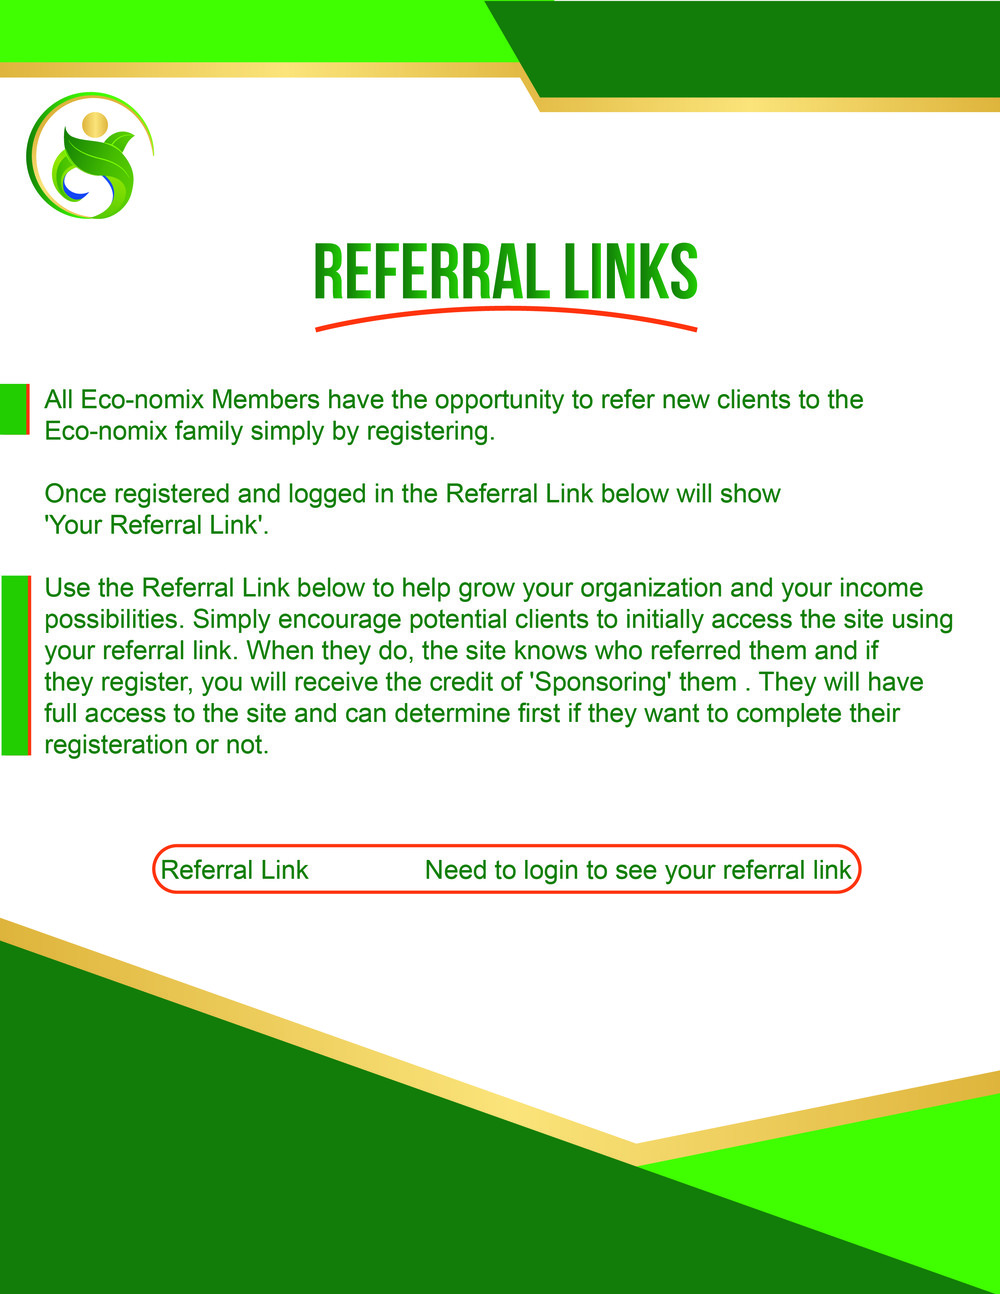 REFERRAL LINKS
All Eco-nomix Members have the opportunity to refer new clients to the
Eco-nomix family simply by registering.
Once registered and logged in the Referral Link below will show
'Your Referral Link'.
Use the Referral Link below to help grow your organization and your income
possibilities. Simply encourage potential clients to initially access the site using
your referral link. When they do, the site knows who referred them and if
they register, you will receive the credit of 'Sponsoring' them . They will have
full access to the site and can determine first if they want to complete their
registeration or not.
Referral Link Need to login to see your referral link